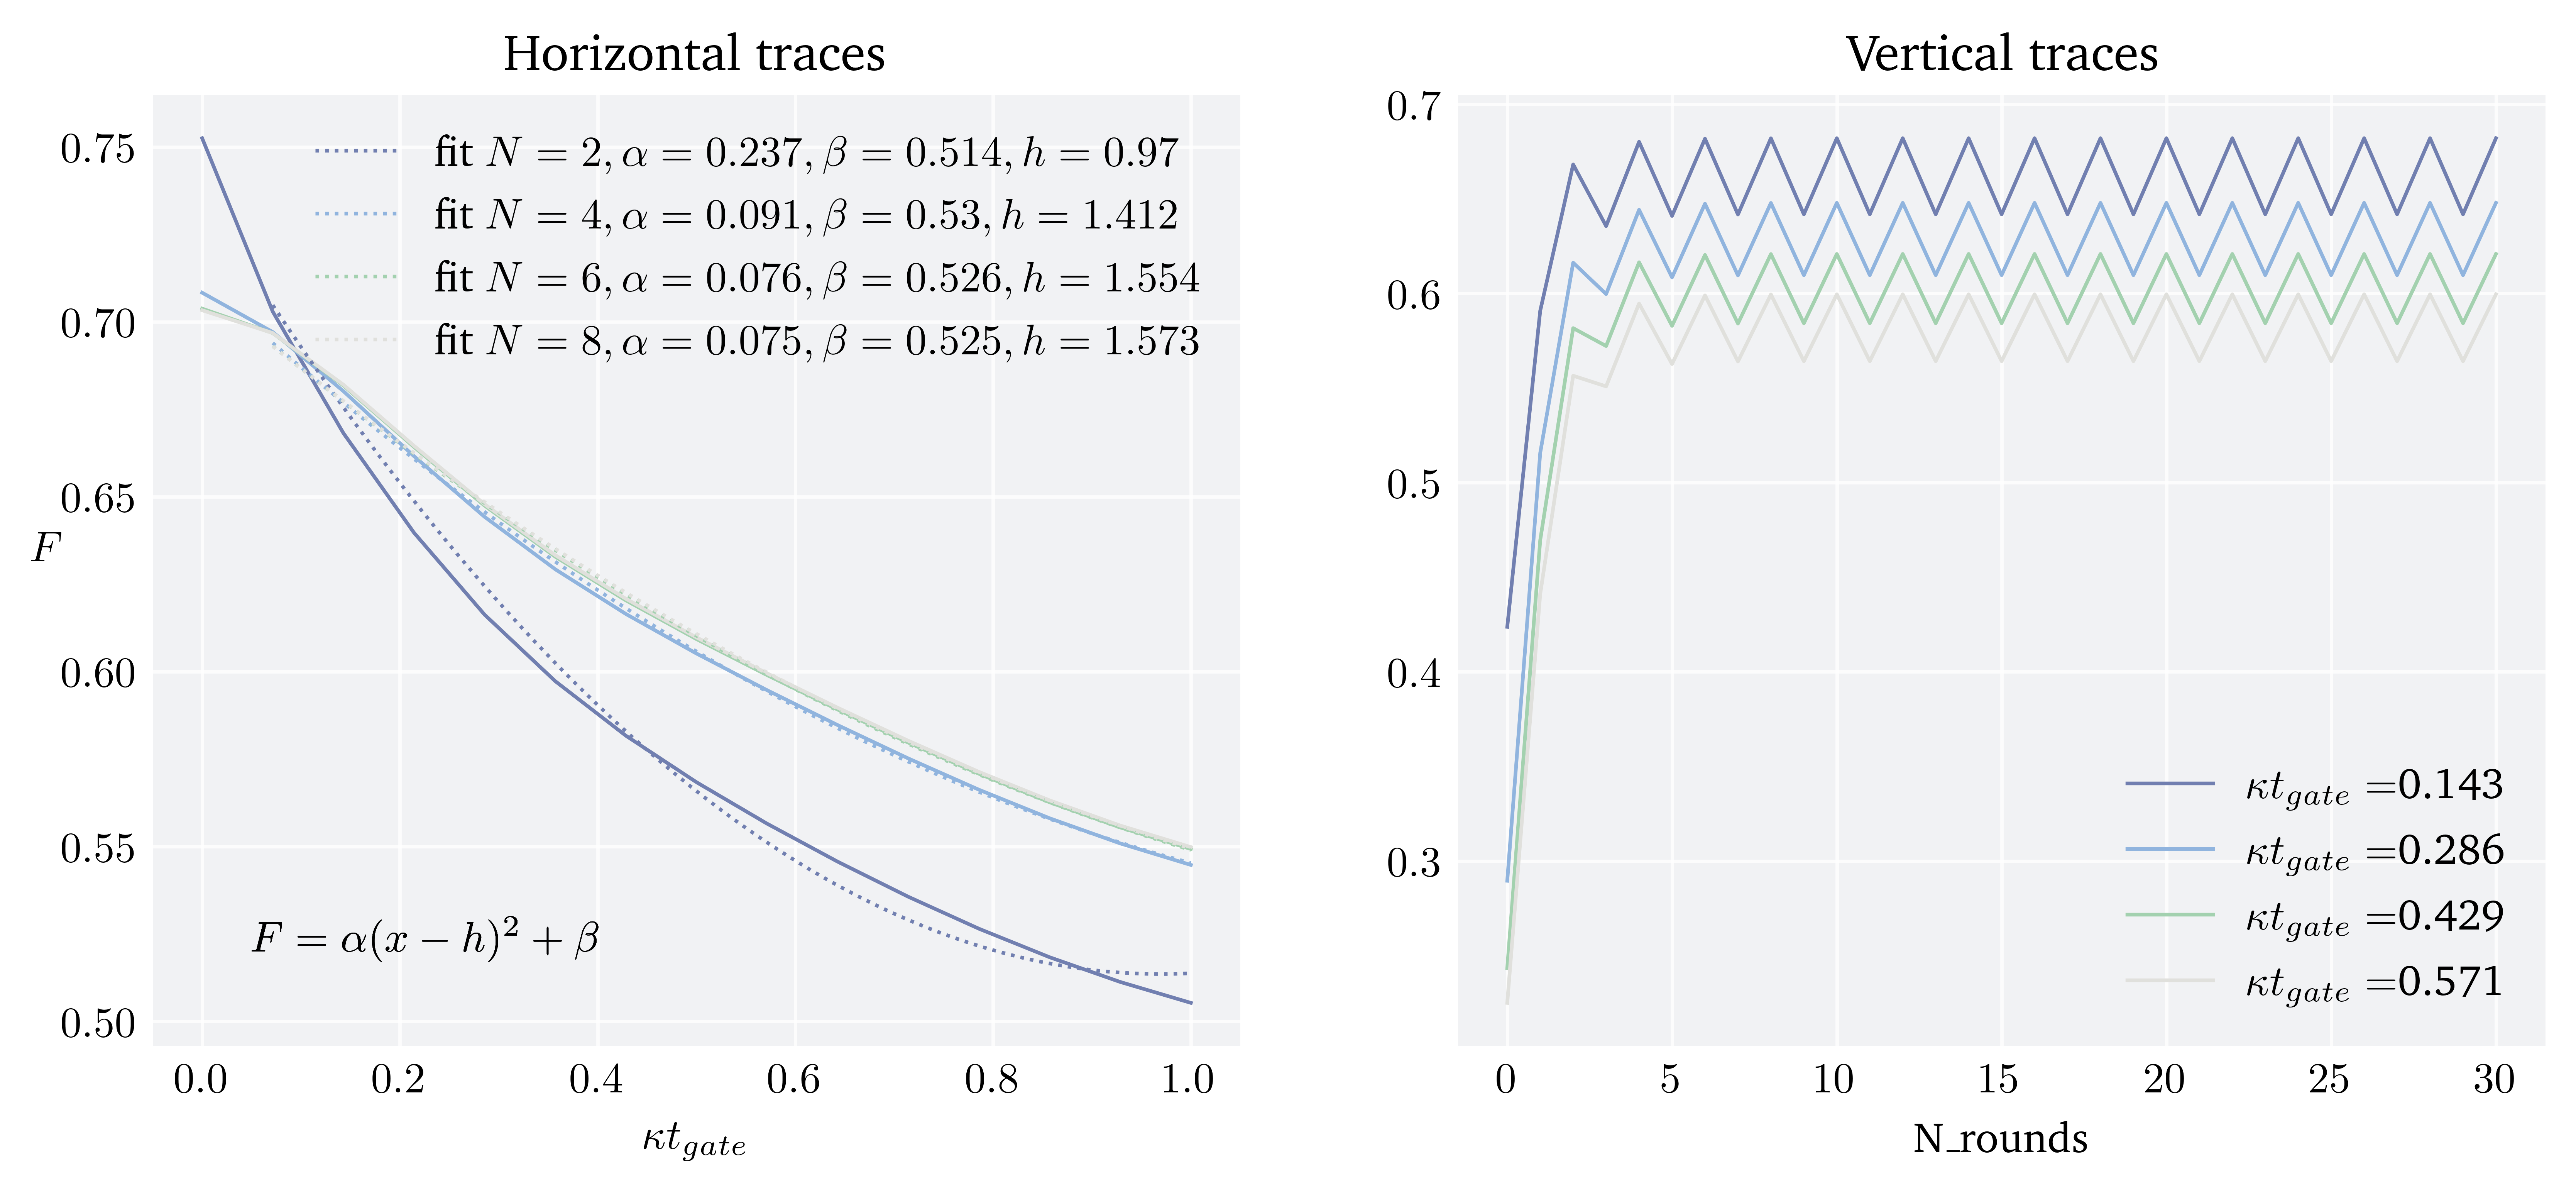 Horizontal traces
0.75
0.70
0.65
0.60
0.55
0.50
F
fit N = 2, α = 0.237, β = 0.514, h = 0.97
fit N = 4, α = 0.091, β = 0.53, h = 1.412
fit N = 6, α = 0.076, β = 0.526, h = 1.554
fit N = 8, α = 0.075, β = 0.525, h = 1.573
F = α(x − h)² + β
0.0 0.2 0.4 0.6 0.8 1.0
κt_gate
Vertical traces
0.7
0.6
0.5
0.4
0.3
κt_gate =0.143
κt_gate =0.286
κt_gate =0.429
κt_gate =0.571
0 5 10 15 20 25 30
N_rounds